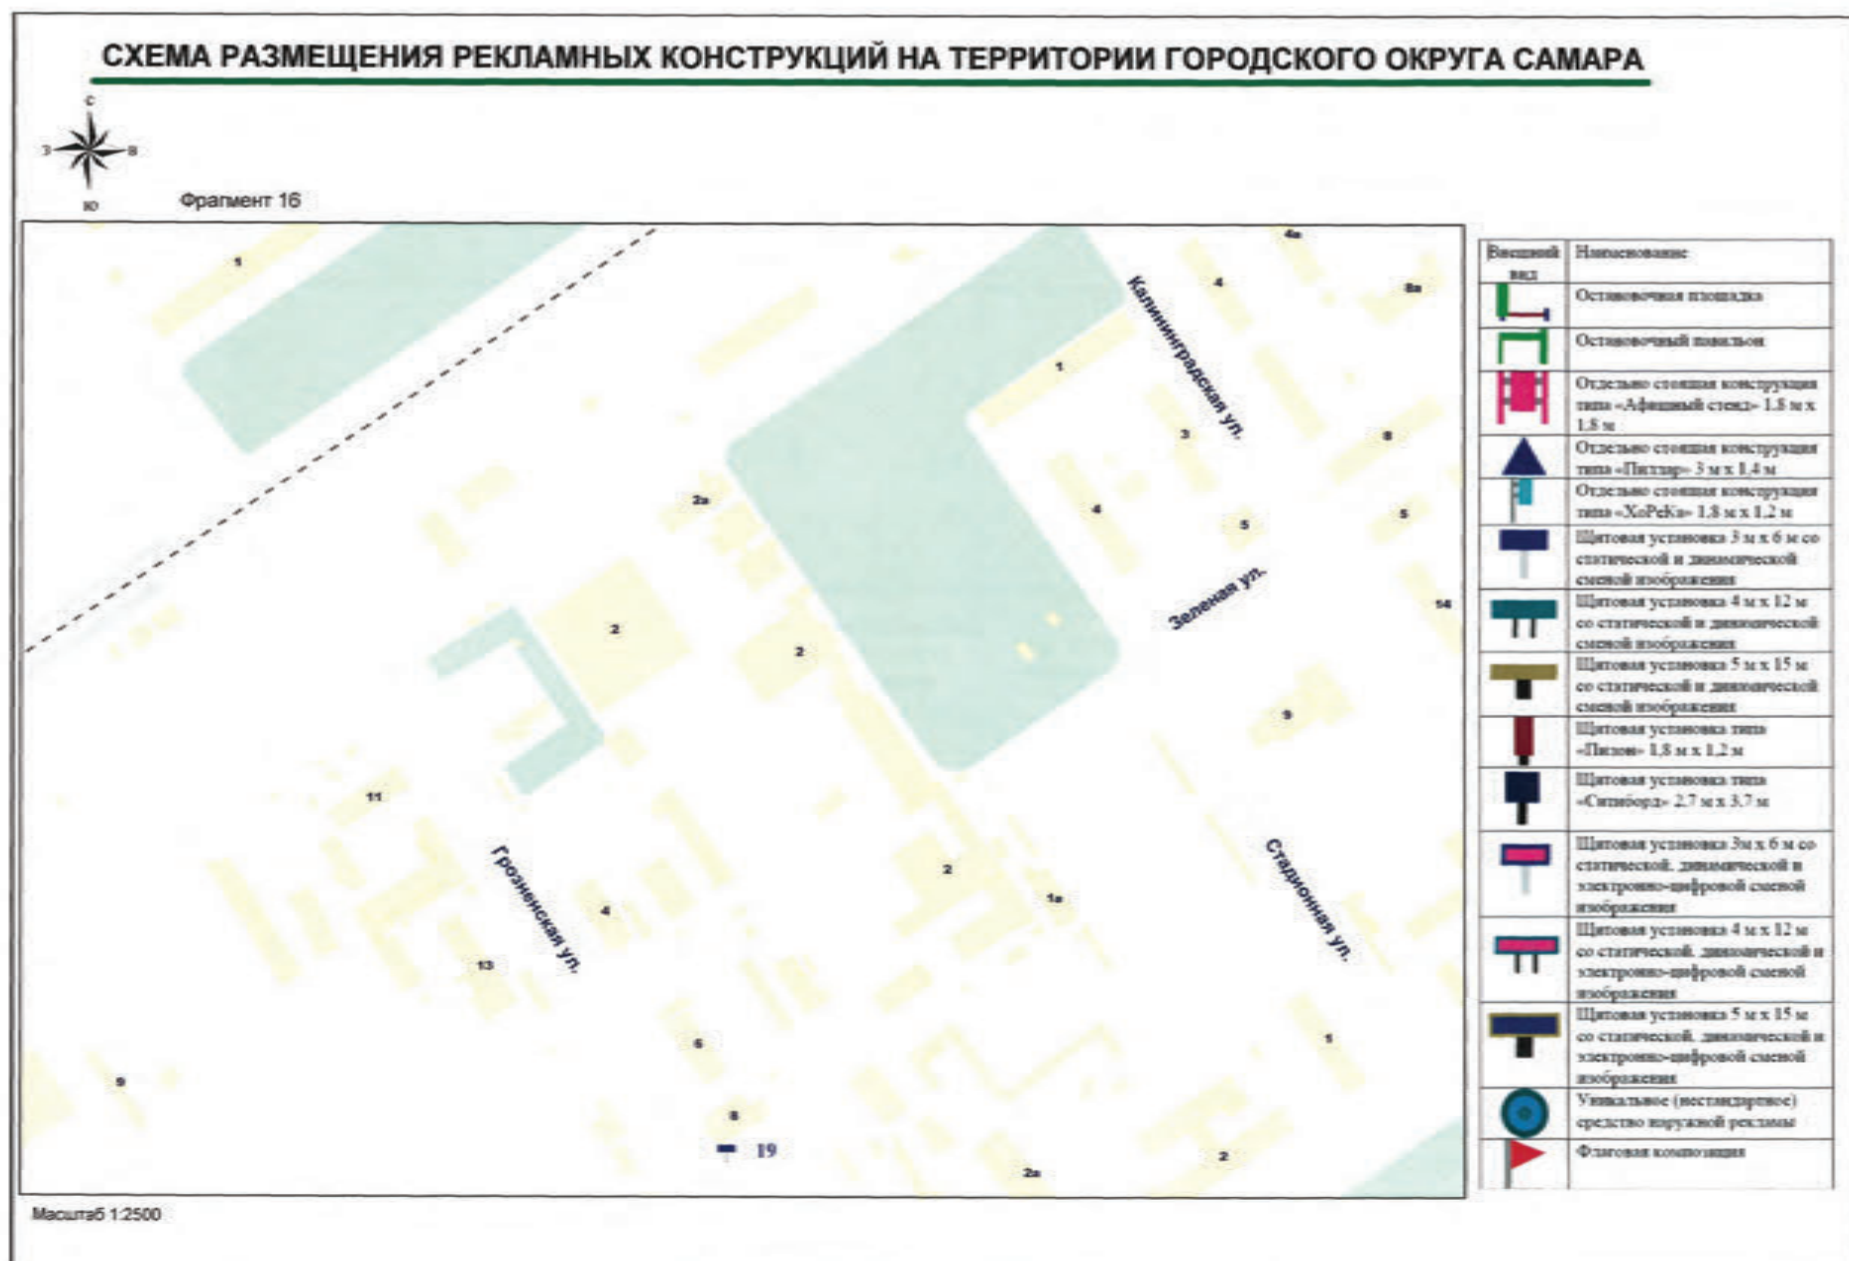 СХЕМА РАЗМЕЩЕНИЯ РЕКЛАМНЫХ КОНСТРУКЦИЙ НА ТЕРРИТОРИИ ГОРОДСКОГО ОКРУГА САМАРА
С
З В
Ю
Фрагмент 16
1
4а
4
8а
Калининградская ул.
1
3
8
2а
4
5
5
Зеленая ул.
14
2
2
9
11
Грозненская ул.
4
2
1а
Стадионная ул.
13
6
1
9
8
19
2а
2
Масштаб 1:2500
Внешний вид
Наименование
Остановочная площадка
Остановочный павильон
Отдельно стоящая конструкция
типа «Афишный стенд» 1.8 м х
1.8 м
Отдельно стоящая конструкция
типа «Пиллар» 3 м х 1,4 м
Отдельно стоящая конструкция
типа «ХоРеКа» 1,8 м х 1,2 м
Щитовая установка 3 м х 6 м со
статической и динамической
сменой изображения
Щитовая установка 4 м х 12 м
со статической и динамической
сменой изображения
Щитовая установка 5 м х 15 м
со статической и динамической
сменой изображения
Щитовая установка типа
«Пилон» 1,8 м х 1,2 м
Щитовая установка типа
«Ситиборд» 2,7 м х 3,7 м
Щитовая установка 3м х 6 м со
статической, динамической и
электронно-цифровой сменой
изображения
Щитовая установка 4 м х 12 м
со статической, динамической и
электронно-цифровой сменой
изображения
Щитовая установка 5 м х 15 м
со статической, динамической и
электронно-цифровой сменой
изображения
Уникальное (нестандартное)
средство наружной рекламы
Флаговая композиция